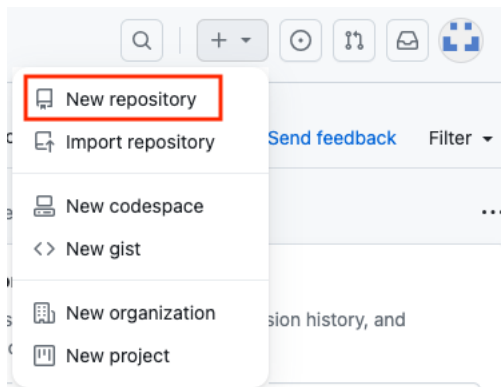 New repository
Import repository
Send feedback
Filter
New codespace
New gist
New organization
sion history, and
New project